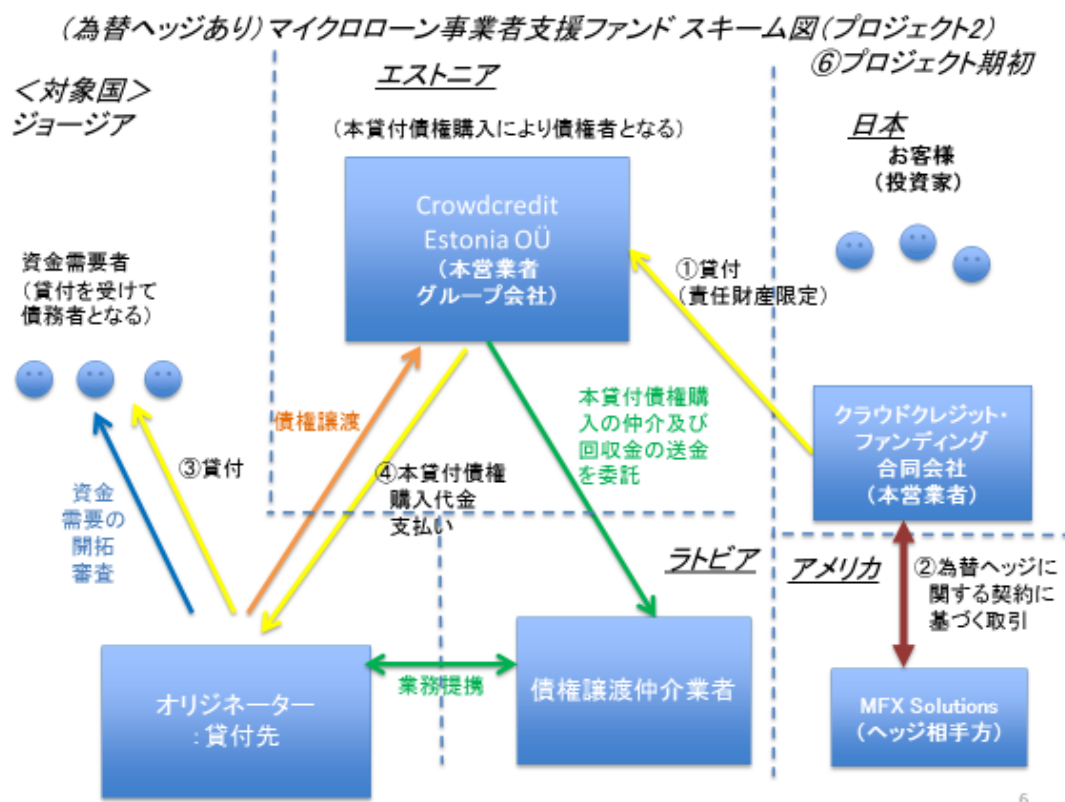 (為替ヘッジあり)マイクロローン事業者支援ファンド スキーム図(プロジェクト2)
⑥プロジェクト期初
<対象国>
ジョージア
エストニア
(本貸付債権購入により債権者となる)
日本
お客様
(投資家)
Crowdcredit
Estonia OÜ
(本営業者
グループ会社)
①貸付
(責任財産限定)
資金需要者
(貸付を受けて
債務者となる)
債権譲渡
本貸付債権購
入の仲介及び
回収金の送金
を委託
クラウドクレジット・
ファンディング
合同会社
(本営業者)
③貸付
④本貸付債権
購入代金
支払い
資金
需要の
開拓
審査
ラトビア
アメリカ
②為替ヘッジに
関する契約に
基づく取引
オリジネーター
:貸付先
業務提携
債権譲渡仲介業者
MFX Solutions
(ヘッジ相手方)
6